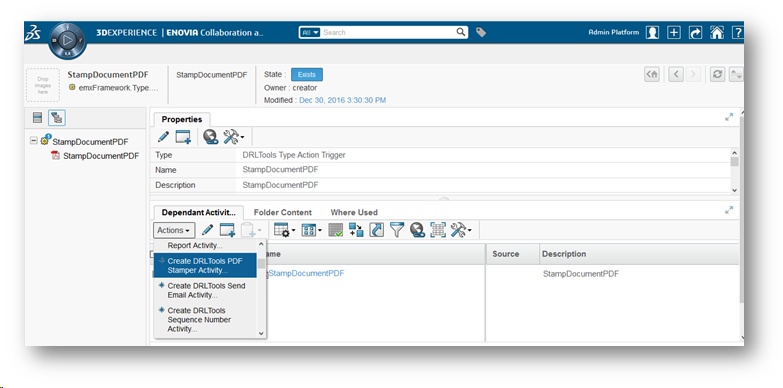 3DEXPERIENCE | ENOVIA Collaboration a..
All Search
Admin Platform
Drop images here
StampDocumentPDF
emxFramework.Type....
StampDocumentPDF
State : Exists
Owner : creator
Modified : Dec 30, 2016 3:30:30 PM
StampDocumentPDF
StampDocumentPDF
Properties
Type DRLTools Type Action Trigger
Name StampDocumentPDF
Description StampDocumentPDF
Dependant Activit... Folder Content Where Used
Actions
Report Activity...
Create DRLTools PDF
Stamper Activity...
Create DRLTools Send
Email Activity...
Create DRLTools
Sequence Number
Activity...
ame Source Description
StampDocumentPDF StampDocumentPDF